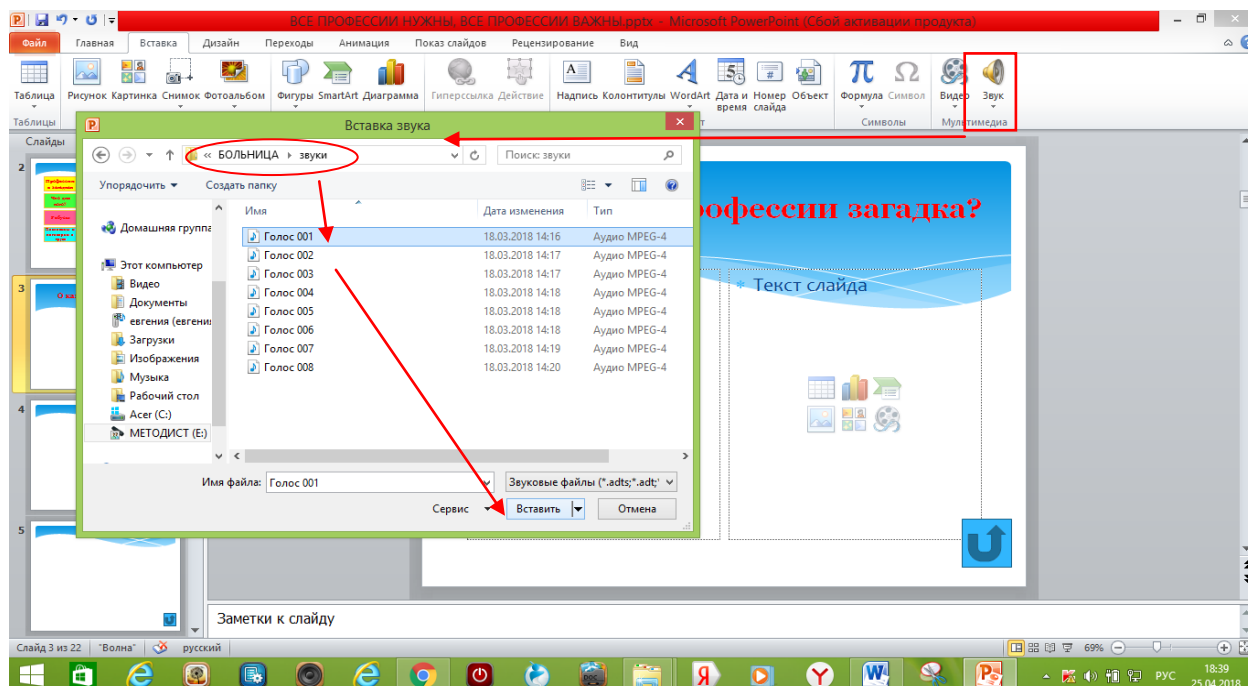 ВСЕ ПРОФЕССИИ НУЖНЫ, ВСЕ ПРОФЕССИИ ВАЖНЫ.pptx - Microsoft PowerPoint (Сбой активации продукта)
Файл Главная Вставка Дизайн Переходы Анимация Показ слайдов Рецензирование Вид
Таблица Рисунок Картинка Снимок Фотоальбом Фигуры SmartArt Диаграмма Гиперссылка Действие Надпись Колонтитулы WordArt Дата и время Номер слайда Объект Формула Символ Видео Звук
Таблицы Символы Мультимедиа
Слайды
Вставка звука
« БОЛЬНИЦА звуки
Поиск: звуки
Упорядочить Создать папку
Имя Дата изменения Тип
Домашняя группа
Этот компьютер
Видео
Документы
евгения (евгени
Загрузки
Изображения
Музыка
Рабочий стол
Acer (C:)
МЕТОДИСТ (E:)
Голос 001 18.03.2018 14:16 Аудио MPEG-4
Голос 002 18.03.2018 14:17 Аудио MPEG-4
Голос 003 18.03.2018 14:17 Аудио MPEG-4
Голос 004 18.03.2018 14:18 Аудио MPEG-4
Голос 005 18.03.2018 14:18 Аудио MPEG-4
Голос 006 18.03.2018 14:18 Аудио MPEG-4
Голос 007 18.03.2018 14:19 Аудио MPEG-4
Голос 008 18.03.2018 14:20 Аудио MPEG-4
Имя файла: Голос 001 Звуковые файлы (*.adts;*.adt;'
Сервис Вставить Отмена
офессии загадка?
Текст слайда
2
3
4
5
Заметки к слайду
Слайд 3 из 22 "Волна" русский 69%
РУС 18:39
25.04.2018